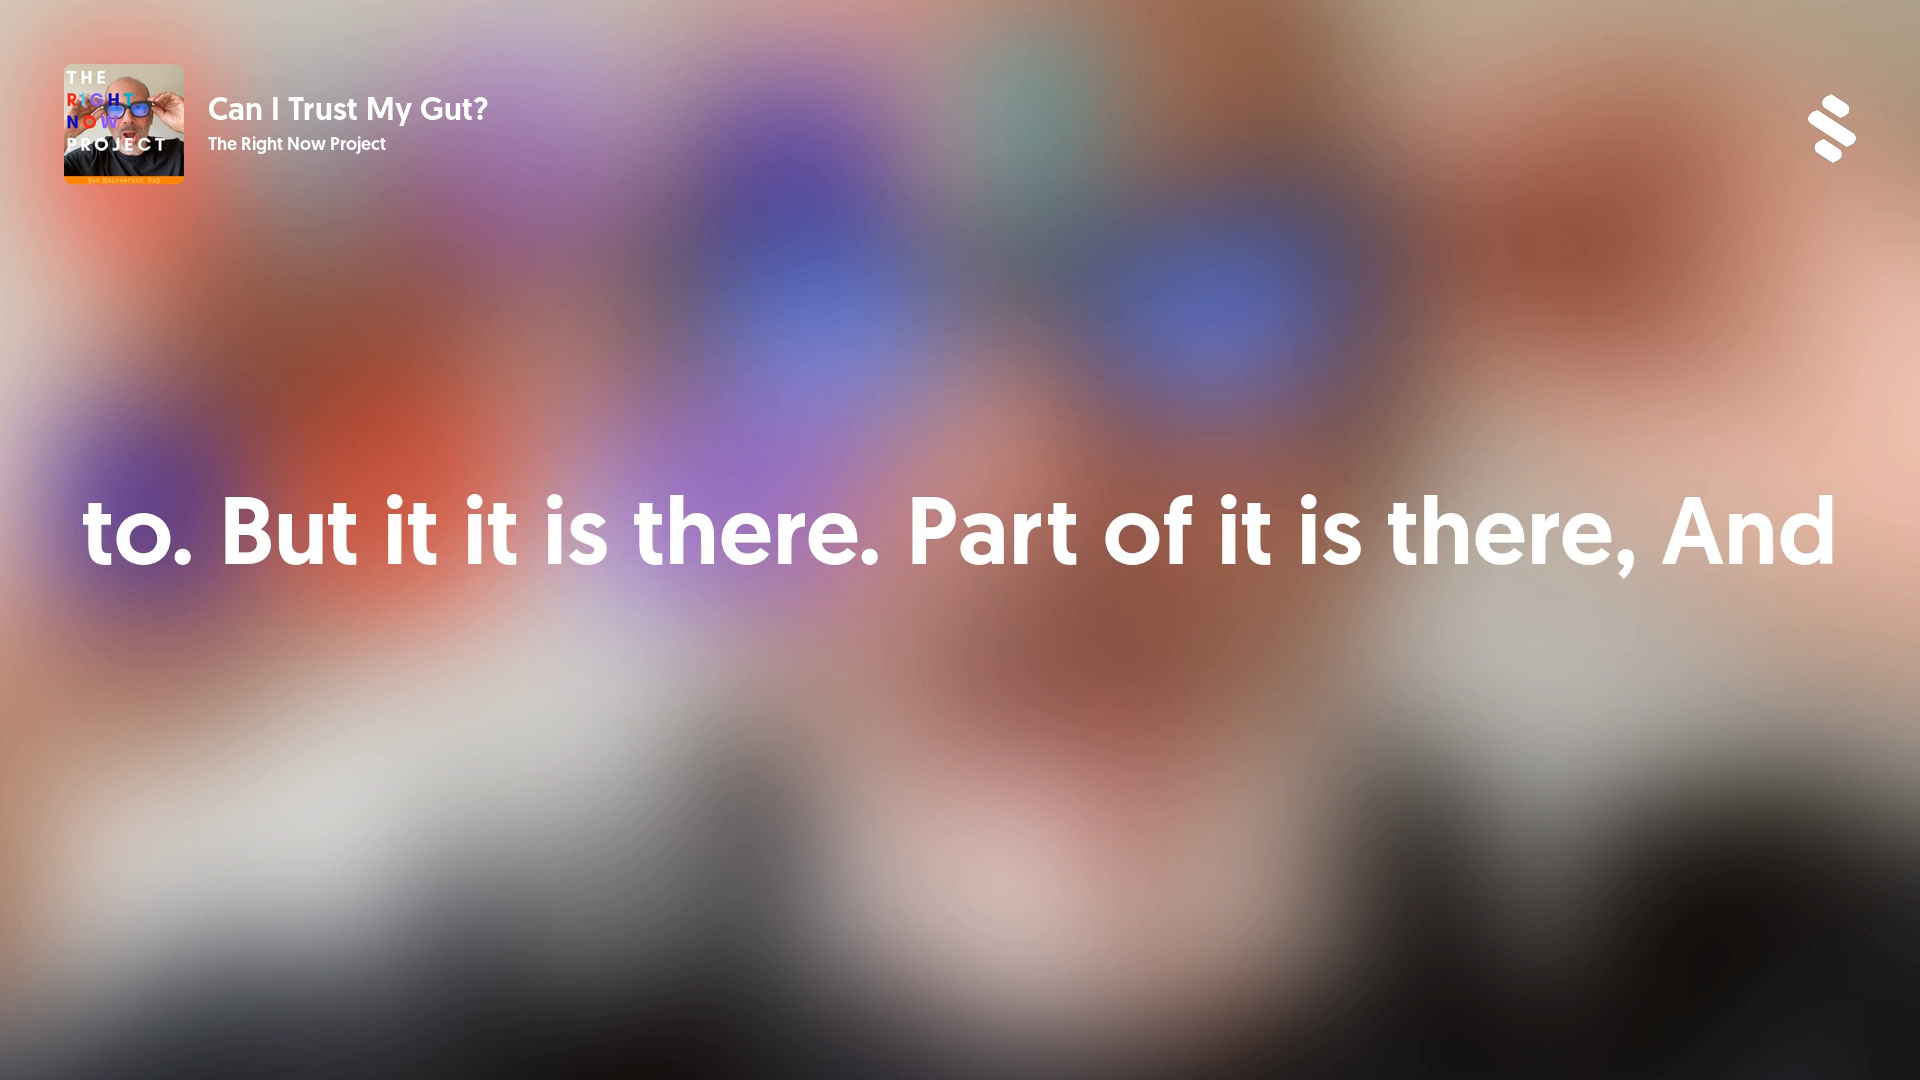 THE
RIGHT
NOW
PROJECT
Can I Trust My Gut?
The Right Now Project
to. But it it is there. Part of it is there, And